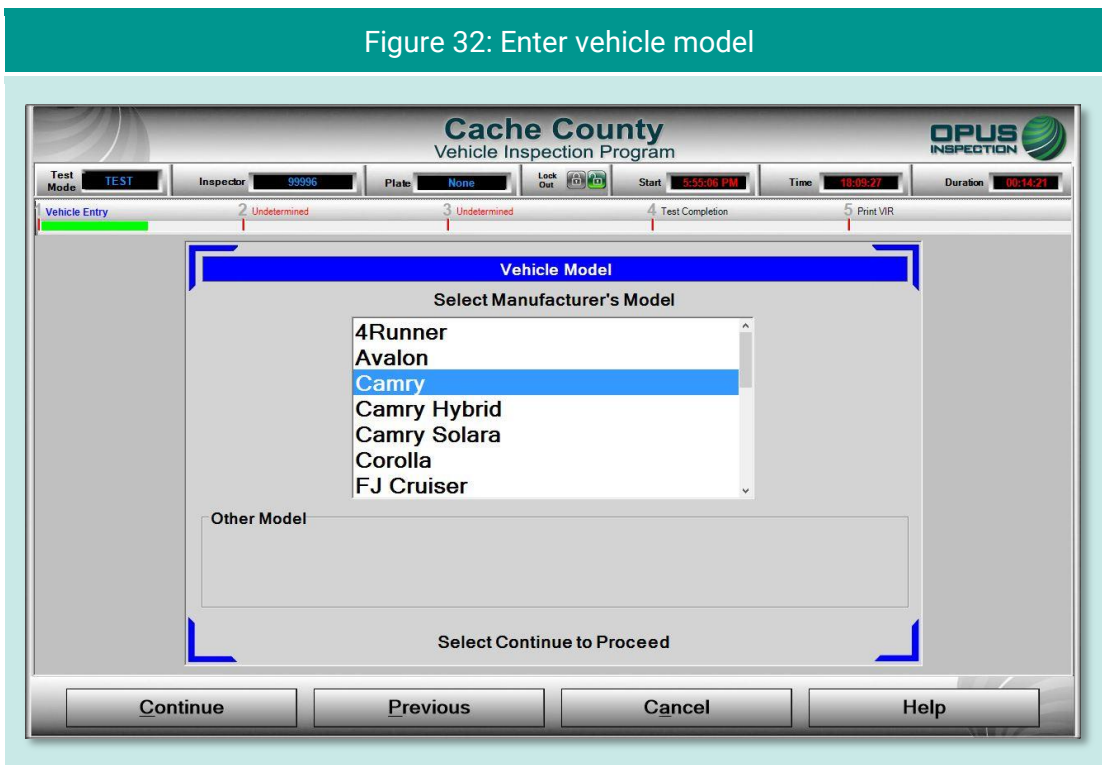 Figure 32: Enter vehicle model
Cache County
Vehicle Inspection Program
OPUS
INSPECTION
Test Mode TEST Inspector 99996 Plate None Lock Out Start 5:55:06 PM Time 18:09:27 Duration 00:14:21
1 Vehicle Entry 2 Undetermined 3 Undetermined 4 Test Completion 5 Print VIR
Vehicle Model
Select Manufacturer's Model
4Runner
Avalon
Camry
Camry Hybrid
Camry Solara
Corolla
FJ Cruiser
Other Model
Select Continue to Proceed
Continue Previous Cancel Help